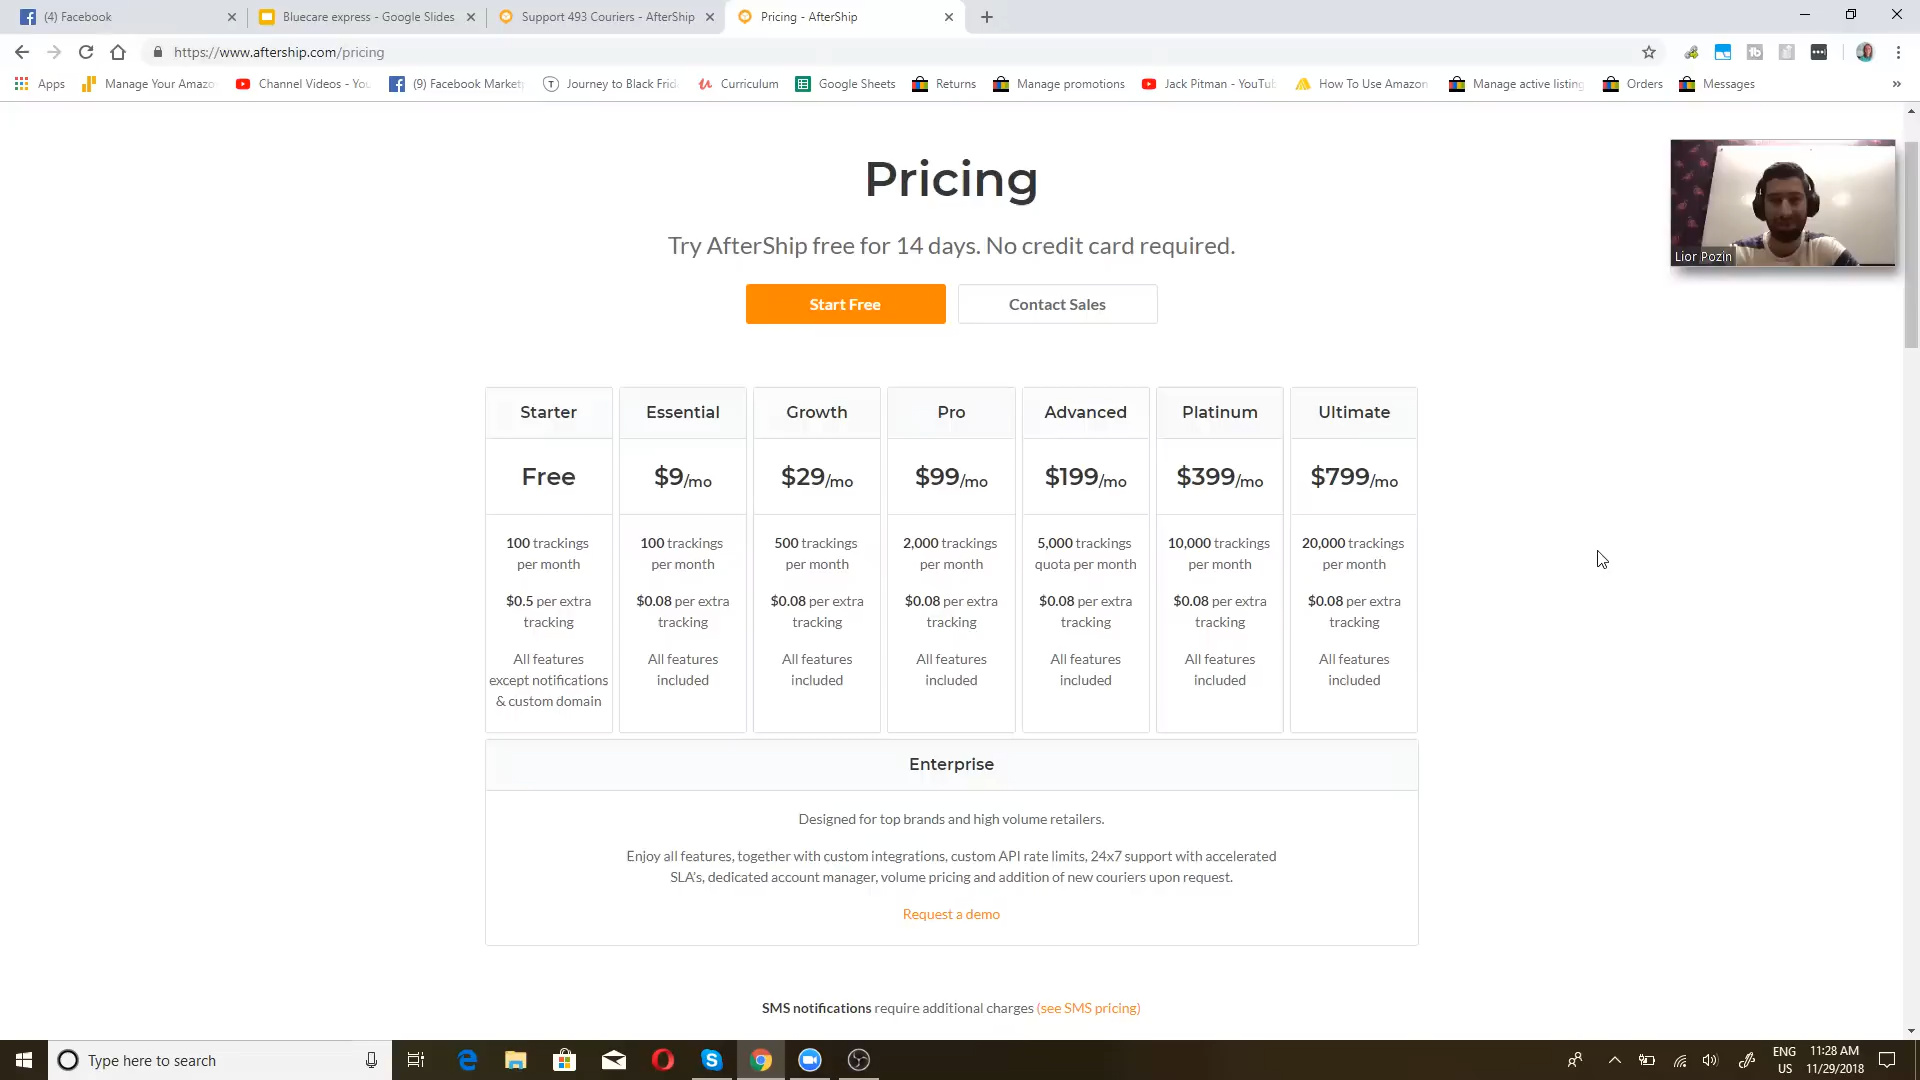 (4) Facebook
Bluecare express - Google Slides
Support 493 Couriers - AfterShip
Pricing - AfterShip
https://www.aftership.com/pricing
Apps
Manage Your Amazo
Channel Videos - You
(9) Facebook Market
Journey to Black Frid
Curriculum
Google Sheets
Returns
Manage promotions
Jack Pitman - YouTub
How To Use Amazon
Manage active listing
Orders
Messages
»
Pricing
Try AfterShip free for 14 days. No credit card required.
Start Free
Contact Sales
Lior Pozin
Starter
Essential
Growth
Pro
Advanced
Platinum
Ultimate
Free
$9/mo
$29/mo
$99/mo
$199/mo
$399/mo
$799/mo
100 trackings
per month
$0.5 per extra
tracking
All features
except notifications
& custom domain
100 trackings
per month
$0.08 per extra
tracking
All features
included
500 trackings
per month
$0.08 per extra
tracking
All features
included
2,000 trackings
per month
$0.08 per extra
tracking
All features
included
5,000 trackings
quota per month
$0.08 per extra
tracking
All features
included
10,000 trackings
per month
$0.08 per extra
tracking
All features
included
20,000 trackings
per month
$0.08 per extra
tracking
All features
included
Enterprise
Designed for top brands and high volume retailers.
Enjoy all features, together with custom integrations, custom API rate limits, 24x7 support with accelerated
SLA's, dedicated account manager, volume pricing and addition of new couriers upon request.
Request a demo
SMS notifications require additional charges (see SMS pricing)
Type here to search
ENG
US
11:28 AM
11/29/2018